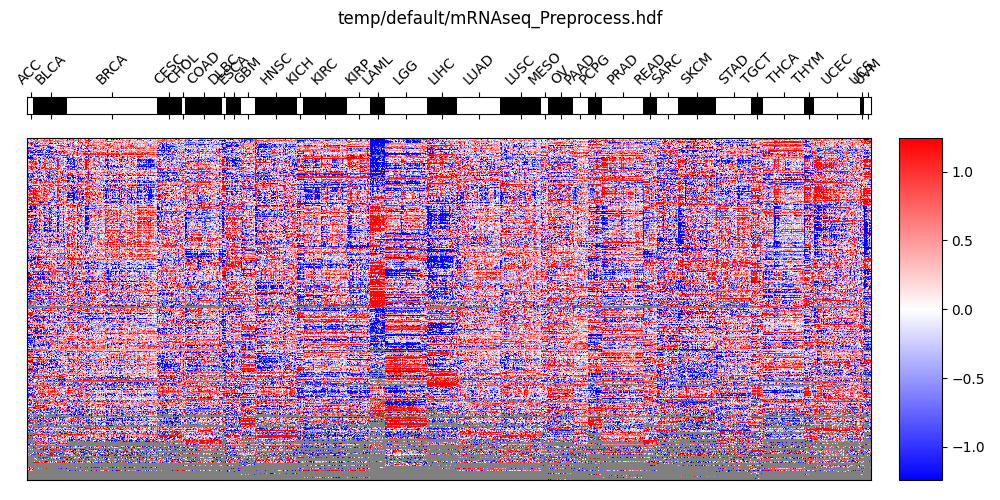 temp/default/mRNAseq_Preprocess.hdf
ACC BLCA BRCA CESC CHOL COAD DLBC ESCA GBM HNSC KICH KIRC KIRP LAML LGG LIHC LUAD LUSC MESO OV PAAD PCPG PRAD READ SARC SKCM STAD TGCT THCA THYM UCEC UCS UVM
1.0
0.5
0.0
−0.5
−1.0